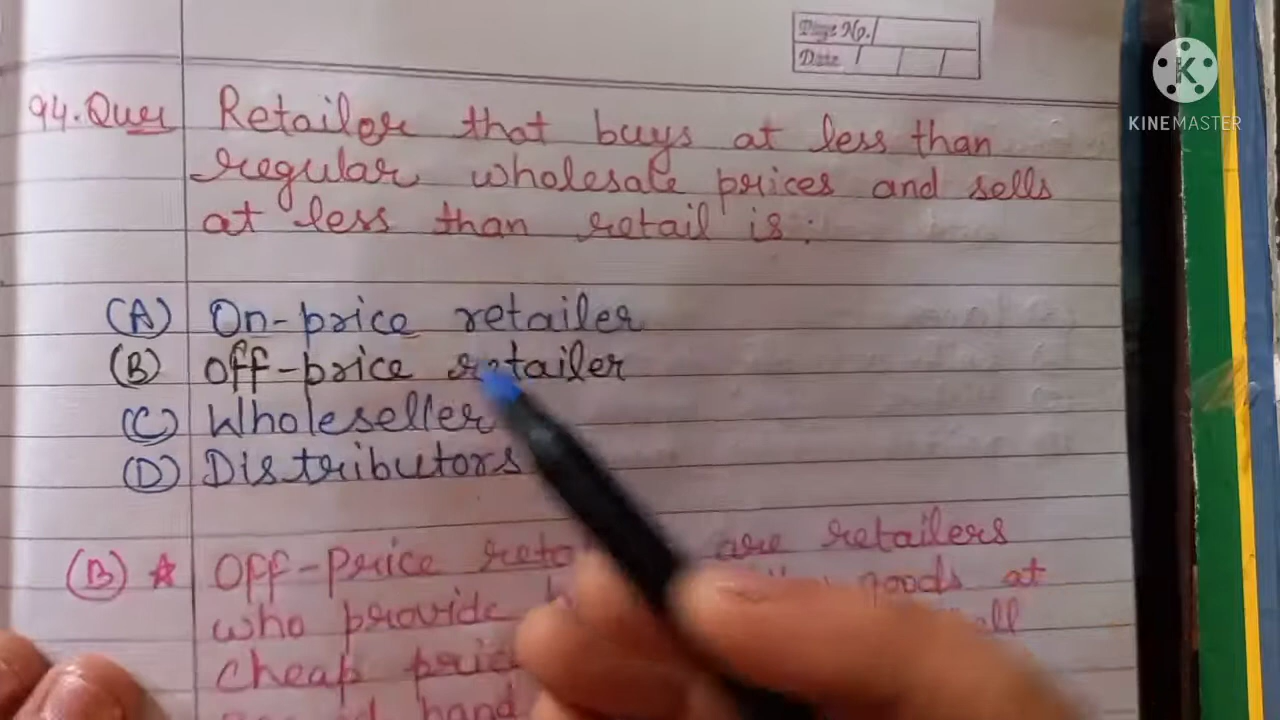 Page No.
Date
KINEMASTER
94. Ques Retailer that buys at less than
regular wholesale prices and sells
at less than retail is:
(A) On-price retailer
(B) Off-price retailer
(C) Wholeseller
(D) Distributors
(B) ★ Off-Price are retailers
who provide goods at
cheap
hand